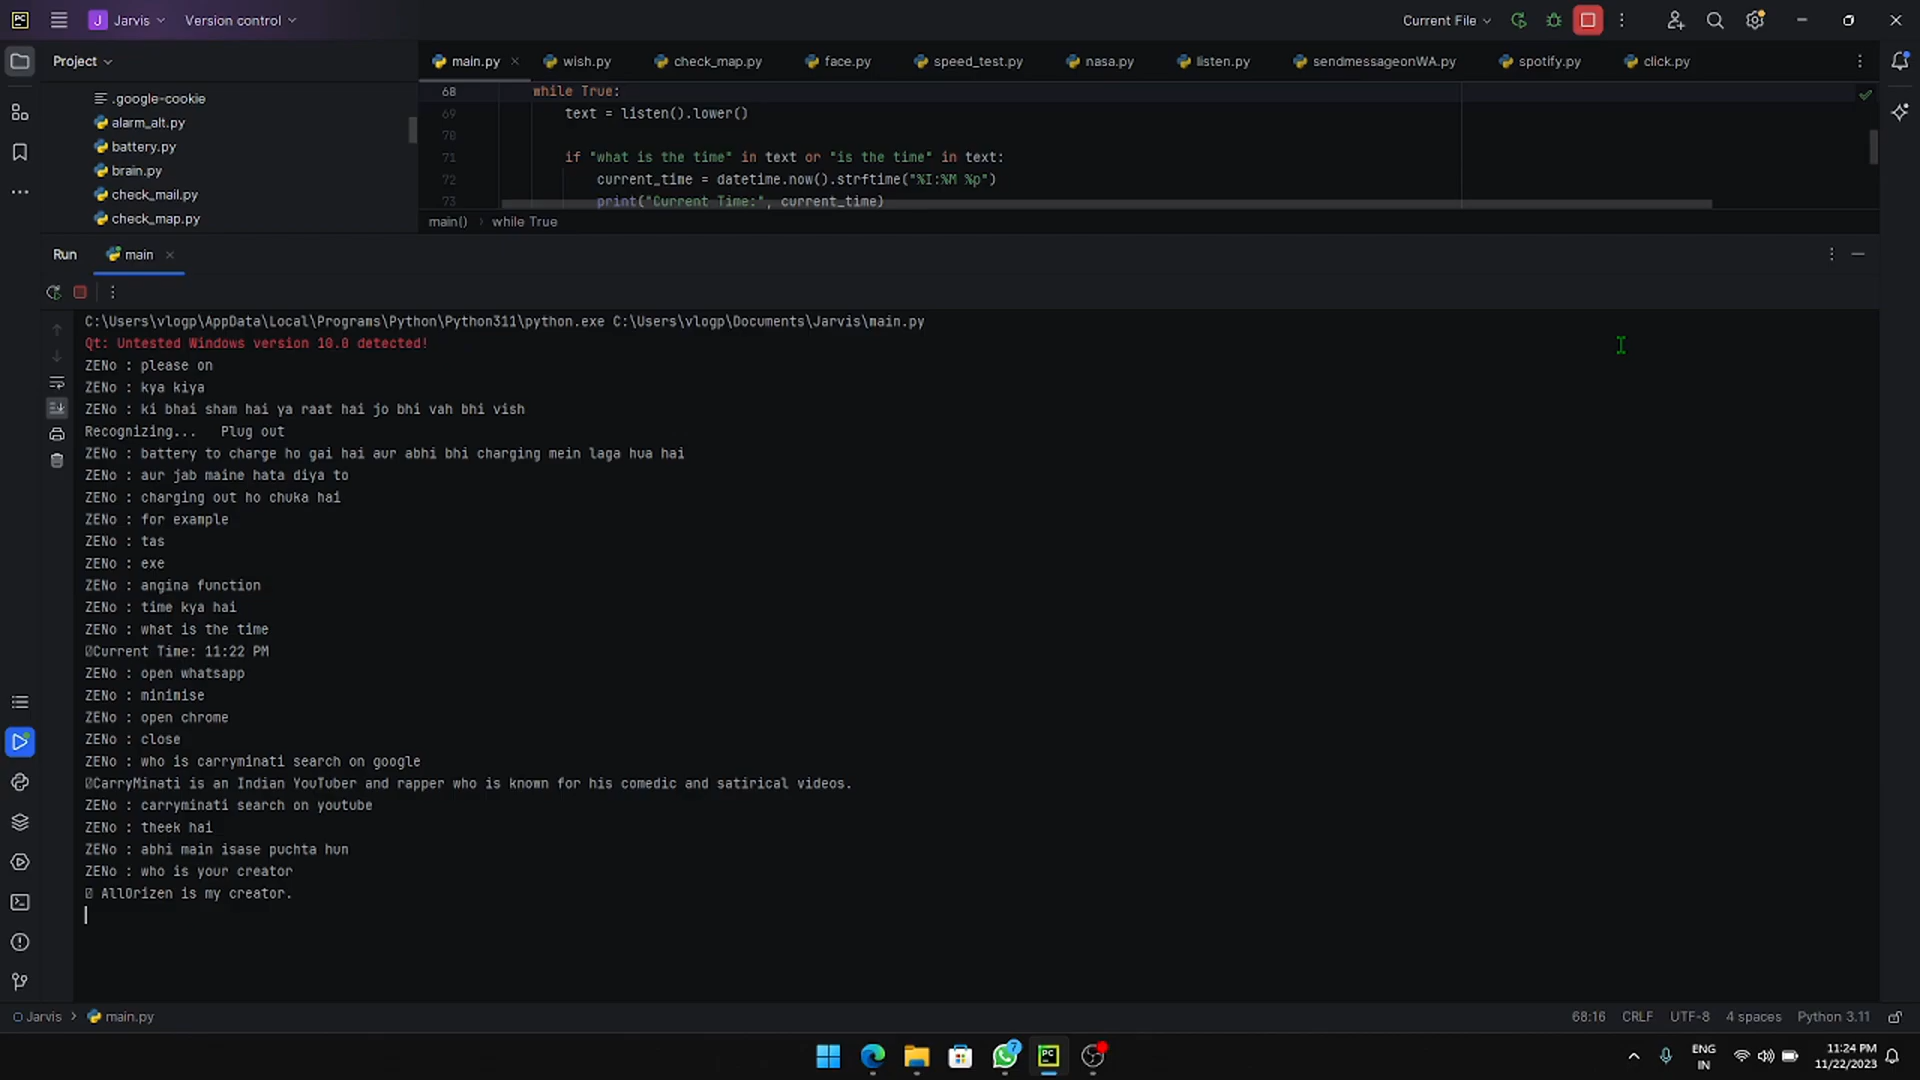 PC J Jarvis Version control Current File
Project
main.py wish.py check_map.py face.py speed_test.py nasa.py listen.py sendmessageonWA.py spotify.py click.py
.google-cookie
alarm_alt.py
battery.py
brain.py
check_mail.py
check_map.py
68 while True:
69 text = listen().lower()
70
71 if "what is the time" in text or "is the time" in text:
72 current_time = datetime.now().strftime("%I:%M %p")
73 print("Current Time:", current_time)
main() while True
Run main
C:\Users\vlogp\AppData\Local\Programs\Python\Python311\python.exe C:\Users\vlogp\Documents\Jarvis\main.py
Qt: Untested Windows version 10.0 detected!
ZENo : please on
ZENo : kya kiya
ZENo : ki bhai sham hai ya raat hai jo bhi vah bhi vish
Recognizing... Plug out
ZENo : battery to charge ho gai hai aur abhi bhi charging mein laga hua hai
ZENo : aur jab maine hata diya to
ZENo : charging out ho chuka hai
ZENo : for example
ZENo : tas
ZENo : exe
ZENo : angina function
ZENo : time kya hai
ZENo : what is the time
Current Time: 11:22 PM
ZENo : open whatsapp
ZENo : minimise
ZENo : open chrome
ZENo : close
ZENo : who is carryminati search on google
CarryMinati is an Indian YouTuber and rapper who is known for his comedic and satirical videos.
ZENo : carryminati search on youtube
ZENo : theek hai
ZENo : abhi main isase puchta hun
ZENo : who is your creator
AllOrizen is my creator.
Jarvis main.py 68:16 CRLF UTF-8 4 spaces Python 3.11
7 PC ENG 11:24 PM
IN 11/22/2023